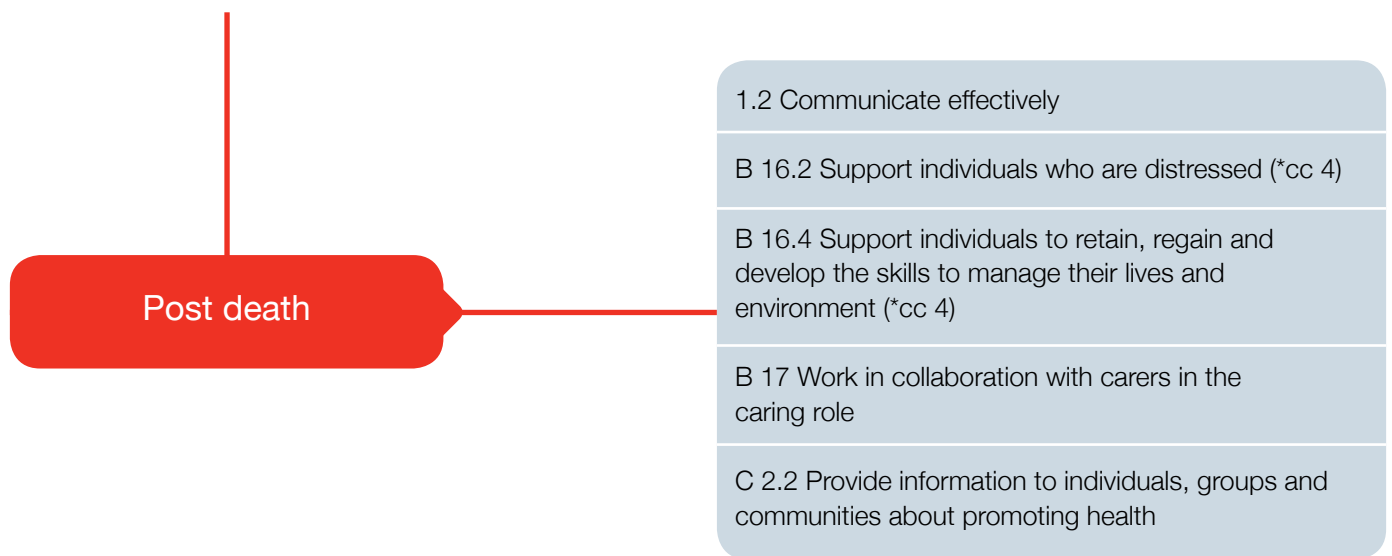 Post death
1.2 Communicate effectively
B 16.2 Support individuals who are distressed (*cc 4)
B 16.4 Support individuals to retain, regain and
develop the skills to manage their lives and
environment (*cc 4)
B 17 Work in collaboration with carers in the
caring role
C 2.2 Provide information to individuals, groups and
communities about promoting health